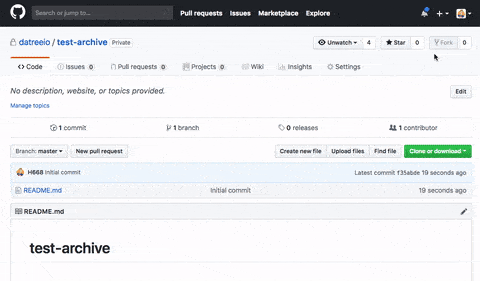 Search or jump to... / Pull requests Issues Marketplace Explore
datreeio / test-archive Private Unwatch 4 Star 0 Fork 0
Code Issues 0 Pull requests 0 Projects 0 Wiki Insights Settings
No description, website, or topics provided. Edit
Manage topics
1 commit 1 branch 0 releases 1 contributor
Branch: master New pull request Create new file Upload files Find file Clone or download
H668 Initial commit Latest commit f35abde 19 seconds ago
README.md Initial commit 19 seconds ago
README.md
test-archive